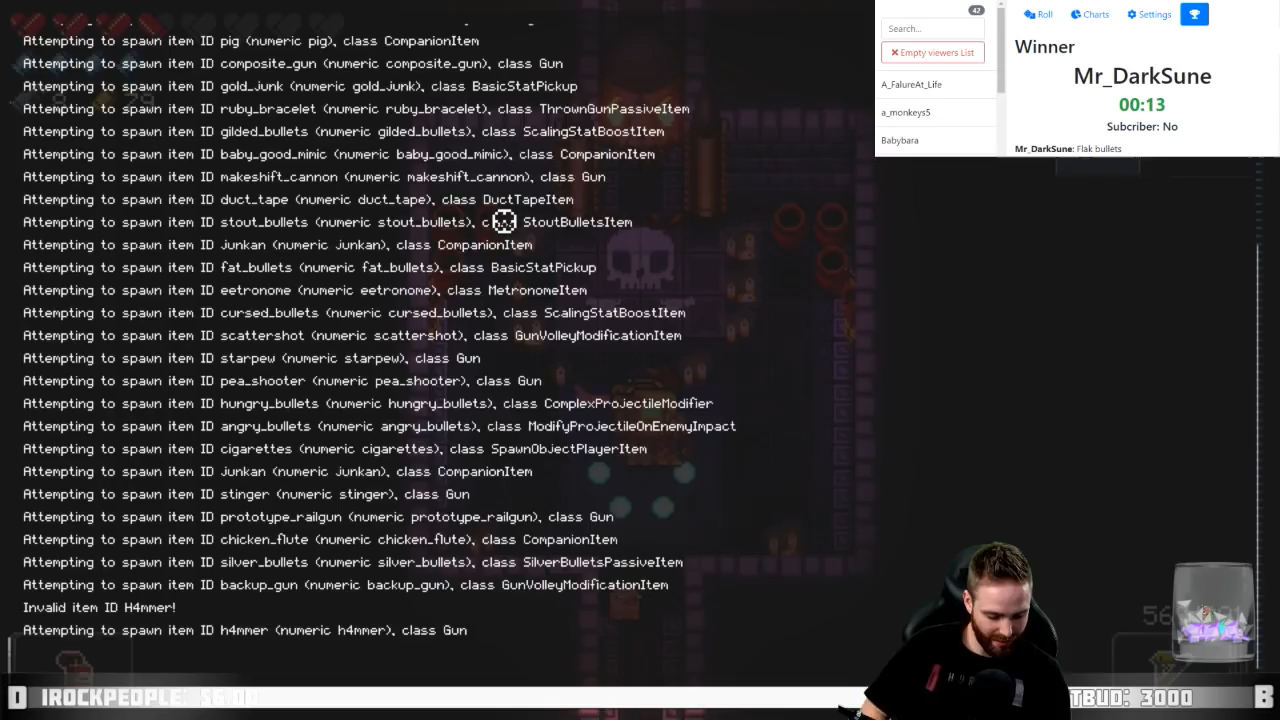 Attempting to spawn item ID pig (numeric pig), class CompanionItem
Attempting to spawn item ID composite_gun (numeric composite_gun), class Gun
Attempting to spawn item ID gold_junk (numeric gold_junk), class BasicStatPickup
Attempting to spawn item ID ruby_bracelet (numeric ruby_bracelet), class ThrownGunPassiveItem
Attempting to spawn item ID gilded_bullets (numeric gilded_bullets), class ScalingStatBoostItem
Attempting to spawn item ID baby_good_mimic (numeric baby_good_mimic), class CompanionItem
Attempting to spawn item ID makeshift_cannon (numeric makeshift_cannon), class Gun
Attempting to spawn item ID duct_tape (numeric duct_tape), class DuctTapeItem
Attempting to spawn item ID stout_bullets (numeric stout_bullets), StoutBulletsItem
Attempting to spawn item ID Junkan (numeric junkan), class CompanionItem
Attempting to spawn item ID fat_bullets (numeric fat_bullets), class BasicStatPickup
Attempting to spawn item ID eetronome (numeric eetronome), class MetronomeItem
Attempting to spawn item ID cursed_bullets (numeric cursed_bullets), class ScalingStatBoostItem
Attempting to spawn item ID scattershot (numeric scattershot), class GunVolleyModificationItem
Attempting to spawn item ID starpew (numeric starpew), class Gun
Attempting to spawn item ID pea_shooter (numeric pea_shooter), class Gun
Attempting to spawn item ID hungry_bullets (numeric hungry_bullets), class ComplexProjectileModifier
Attempting to spawn item ID angry_bullets (numeric angry_bullets), class ModifyProjectileOnEnemyImpact
Attempting to spawn item ID cigarettes (numeric cigarettes), class SpawnObjectPlayerItem
Attempting to spawn item ID Junkan (numeric junkan), class CompanionItem
Attempting to spawn item ID stinger (numeric stinger), class Gun
Attempting to spawn item ID prototype_railgun (numeric prototype_railgun), class Gun
Attempting to spawn item ID chicken_flute (numeric chicken_flute), class CompanionItem
Attempting to spawn item ID silver_bullets (numeric silver_bullets), class SilverBulletsPassiveItem
Attempting to spawn item ID backup_gun (numeric backup_gun), class GunVolleyModificationItem
Invalid item ID H4mmer!
Attempting to spawn item ID h4mmer (numeric h4mmer), class Gun
42
Search...
Empty viewers List
A_FalureAt_Life
a_monkeys5
Babybara
Roll Charts Settings
Winner
Mr_DarkSune
00:13
Subcriber: No
Mr_DarkSune: Flak bullets
D IROCKPEOPLE: $6.00
TBUD: 3000 B